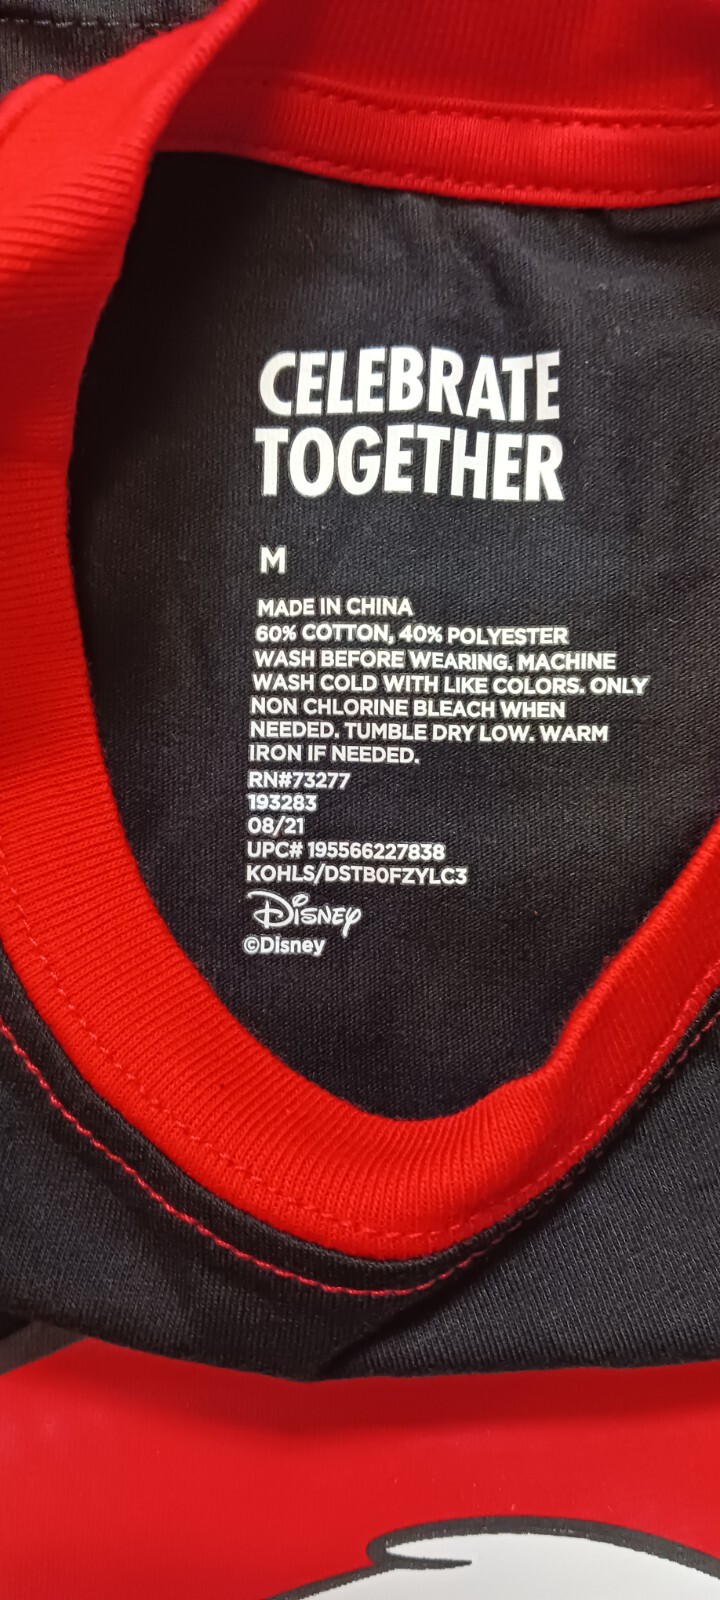 CELEBRATE
TOGETHER
M
MADE IN CHINA
60% COTTON, 40% POLYESTER
WASH BEFORE WEARING. MACHINE
WASH COLD WITH LIKE COLORS. ONLY
NON CHLORINE BLEACH WHEN
NEEDED. TUMBLE DRY LOW. WARM
IRON IF NEEDED.
RN#73277
193283
08/21
UPC# 195566227838
KOHLS/DSTB0FZYLC3
Disney
©Disney